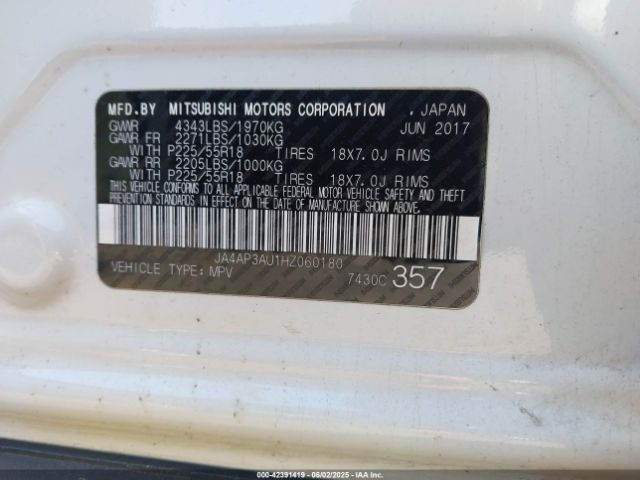 MFD.BY MITSUBISHI MOTORS CORPORATION . JAPAN
GVWR 4343LBS/1970KG JUN 2017
GAWR FR 2271LBS/1030KG
WITH P225/55R18 TIRES 18X7.0J RIMS
GAWR RR 2205LBS/1000KG
WITH P225/55R18 TIRES 18X7.0J RIMS
THIS VEHICLE CONFORMS TO ALL APPLICABLE FEDERAL MOTOR VEHICLE SAFETY AND THEFT
PREVENTION STANDARDS IN EFFECT ON THE DATE OF MANUFACTURE SHOWN ABOVE.
JA4AP3AU1HZ060180
VEHICLE TYPE: MPV 7430C 357
000-42391419 - 06/02/2025 - IAAI.CA